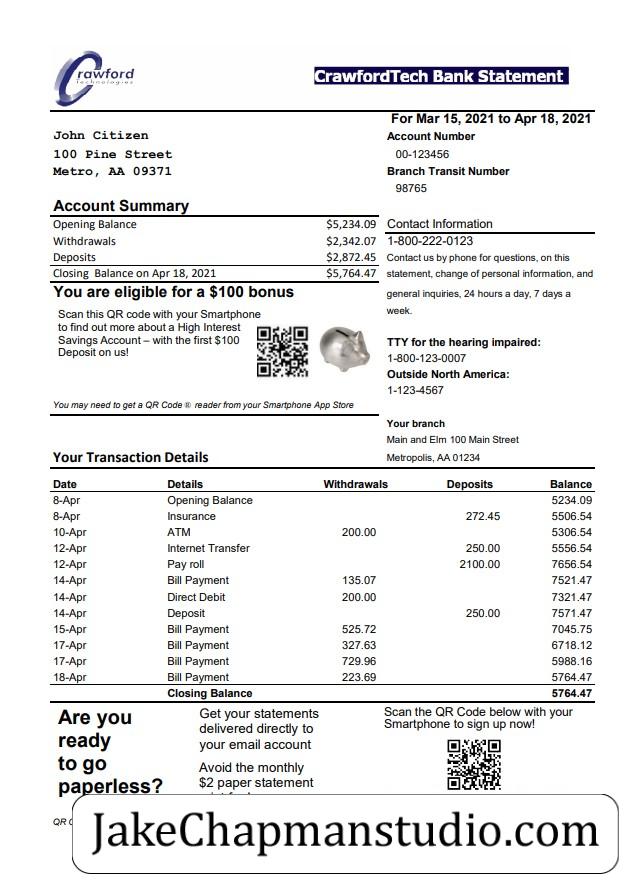 Crawford
Technologies
CrawfordTech Bank Statement
For Mar 15, 2021 to Apr 18, 2021
John Citizen
100 Pine Street
Metro, AA 09371
Account Number
00-123456
Branch Transit Number
98765
Account Summary
Opening Balance $5,234.09
Withdrawals $2,342.07
Deposits $2,872.45
Closing Balance on Apr 18, 2021 $5,764.47
Contact Information
1-800-222-0123
Contact us by phone for questions, on this
statement, change of personal information, and
general inquiries, 24 hours a day, 7 days a
week.
You are eligible for a $100 bonus
Scan this QR code with your Smartphone
to find out more about a High Interest
Savings Account – with the first $100
Deposit on us!
You may need to get a QR Code® reader from your Smartphone App Store
TTY for the hearing impaired:
1-800-123-0007
Outside North America:
1-123-4567
Your branch
Main and Elm 100 Main Street
Metropolis, AA 01234
Your Transaction Details
Date Details Withdrawals Deposits Balance
8-Apr Opening Balance 5234.09
8-Apr Insurance 272.45 5506.54
10-Apr ATM 200.00 5306.54
12-Apr Internet Transfer 250.00 5556.54
12-Apr Pay roll 2100.00 7656.54
14-Apr Bill Payment 135.07 7521.47
14-Apr Direct Debit 200.00 7321.47
14-Apr Deposit 250.00 7571.47
15-Apr Bill Payment 525.72 7045.75
17-Apr Bill Payment 327.63 6718.12
17-Apr Bill Payment 729.96 5988.16
18-Apr Bill Payment 223.69 5764.47
Closing Balance 5764.47
Are you
ready
to go
paperless?
Get your statements
delivered directly to
your email account
Avoid the monthly
$2 paper statement
Scan the QR Code below with your
Smartphone to sign up now!
QR
JakeChapmanstudio.com